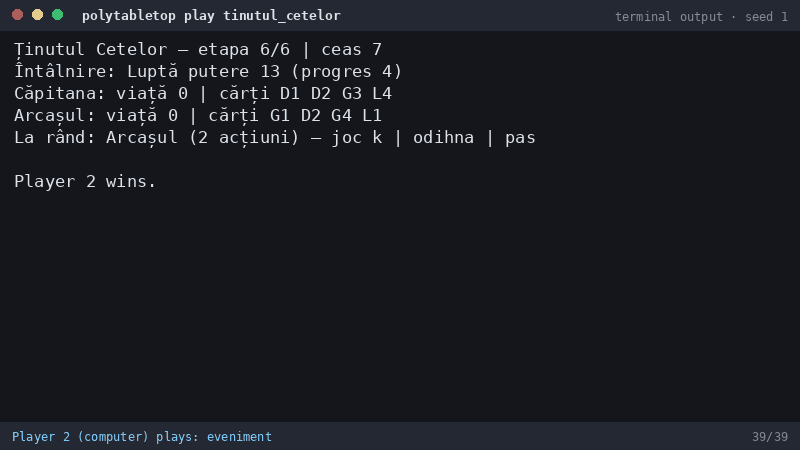 polytabletop play tinutul_cetelor
terminal output · seed 1
Ținutul Cetelor — etapa 6/6 | ceas 7
Întâlnire: Luptă putere 13 (progres 4)
Căpitana: viață 0 | cărți D1 D2 G3 L4
Arcașul: viață 0 | cărți G1 D2 G4 L1
La rând: Arcașul (2 acțiuni) — joc k | odihna | pas
Player 2 wins.
Player 2 (computer) plays: eveniment
39/39